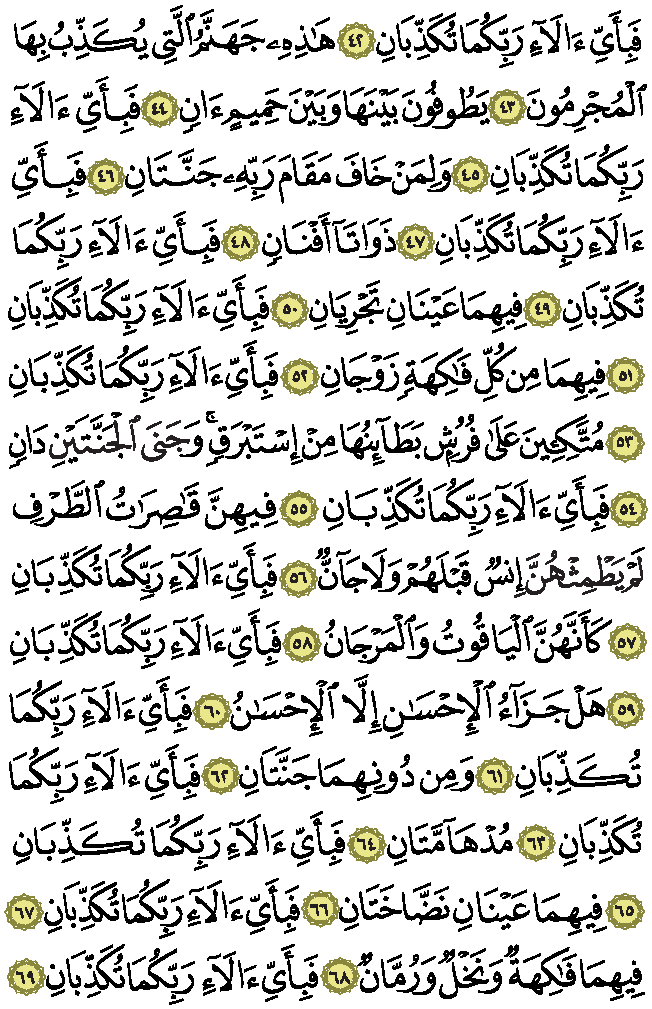 فَبِأَيِّ ءَالَآءِ رَبِّكُمَا تُكَذِّبَانِ ٤٢ هَٰذِهِۦ جَهَنَّمُ ٱلَّتِي يُكَذِّبُ بِهَا
ٱلۡمُجۡرِمُونَ ٤٣ يَطُوفُونَ بَيۡنَهَا وَبَيۡنَ حَمِيمٍ ءَانٖ ٤٤ فَبِأَيِّ ءَالَآءِ
رَبِّكُمَا تُكَذِّبَانِ ٤٥ وَلِمَنۡ خَافَ مَقَامَ رَبِّهِۦ جَنَّتَانِ ٤٦ فَبِأَيِّ
ءَالَآءِ رَبِّكُمَا تُكَذِّبَانِ ٤٧ ذَوَاتَآ أَفۡنَانٖ ٤٨ فَبِأَيِّ ءَالَآءِ رَبِّكُمَا
تُكَذِّبَانِ ٤٩ فِيهِمَا عَيۡنَانِ تَجۡرِيَانِ ٥٠ فَبِأَيِّ ءَالَآءِ رَبِّكُمَا تُكَذِّبَانِ
٥١ فِيهِمَا مِن كُلِّ فَٰكِهَةٖ زَوۡجَانِ ٥٢ فَبِأَيِّ ءَالَآءِ رَبِّكُمَا تُكَذِّبَانِ
٥٣ مُتَّكِـِٔينَ عَلَىٰ فُرُشِۭ بَطَآئِنُهَا مِنۡ إِسۡتَبۡرَقٖۚ وَجَنَى ٱلۡجَنَّتَيۡنِ دَانٖ
٥٤ فَبِأَيِّ ءَالَآءِ رَبِّكُمَا تُكَذِّبَانِ ٥٥ فِيهِنَّ قَٰصِرَٰتُ ٱلطَّرۡفِ
لَمۡ يَطۡمِثۡهُنَّ إِنسٞ قَبۡلَهُمۡ وَلَا جَآنّٞ ٥٦ فَبِأَيِّ ءَالَآءِ رَبِّكُمَا تُكَذِّبَانِ
٥٧ كَأَنَّهُنَّ ٱلۡيَاقُوتُ وَٱلۡمَرۡجَانُ ٥٨ فَبِأَيِّ ءَالَآءِ رَبِّكُمَا تُكَذِّبَانِ
٥٩ هَلۡ جَزَآءُ ٱلۡإِحۡسَٰنِ إِلَّا ٱلۡإِحۡسَٰنُ ٦٠ فَبِأَيِّ ءَالَآءِ رَبِّكُمَا
تُكَذِّبَانِ ٦١ وَمِن دُونِهِمَا جَنَّتَانِ ٦٢ فَبِأَيِّ ءَالَآءِ رَبِّكُمَا
تُكَذِّبَانِ ٦٣ مُدۡهَآمَّتَانِ ٦٤ فَبِأَيِّ ءَالَآءِ رَبِّكُمَا تُكَذِّبَانِ
٦٥ فِيهِمَا عَيۡنَانِ نَضَّاخَتَانِ ٦٦ فَبِأَيِّ ءَالَآءِ رَبِّكُمَا تُكَذِّبَانِ ٦٧
فِيهِمَا فَٰكِهَةٞ وَنَخۡلٞ وَرُمَّانٞ ٦٨ فَبِأَيِّ ءَالَآءِ رَبِّكُمَا تُكَذِّبَانِ ٦٩